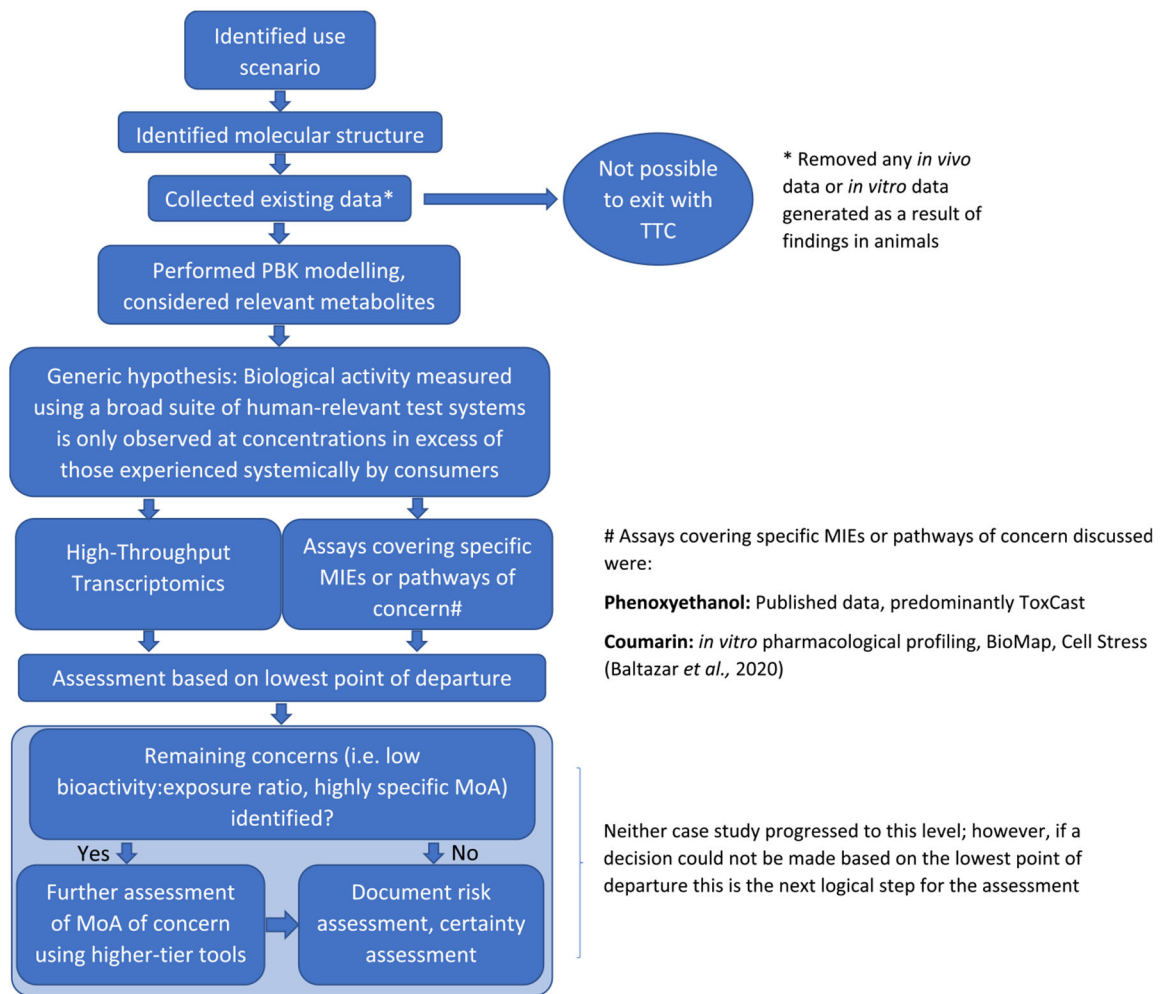 Identified use
scenario
Identified molecular structure
Collected existing data*
Not possible
to exit with
TTC
* Removed any in vivo
data or in vitro data
generated as a result of
findings in animals
Performed PBK modelling,
considered relevant metabolites
Generic hypothesis: Biological activity measured
using a broad suite of human-relevant test systems
is only observed at concentrations in excess of
those experienced systemically by consumers
High-Throughput
Transcriptomics
Assays covering specific
MIEs or pathways of
concern#
# Assays covering specific MIEs or pathways of concern discussed
were:
Phenoxyethanol: Published data, predominantly ToxCast
Coumarin: in vitro pharmacological profiling, BioMap, Cell Stress
(Baltazar et al., 2020)
Assessment based on lowest point of departure
Remaining concerns (i.e. low
bioactivity:exposure ratio, highly specific MoA)
identified?
Yes
No
Further assessment
of MoA of concern
using higher-tier tools
Document risk
assessment, certainty
assessment
Neither case study progressed to this level; however, if a
decision could not be made based on the lowest point of
departure this is the next logical step for the assessment